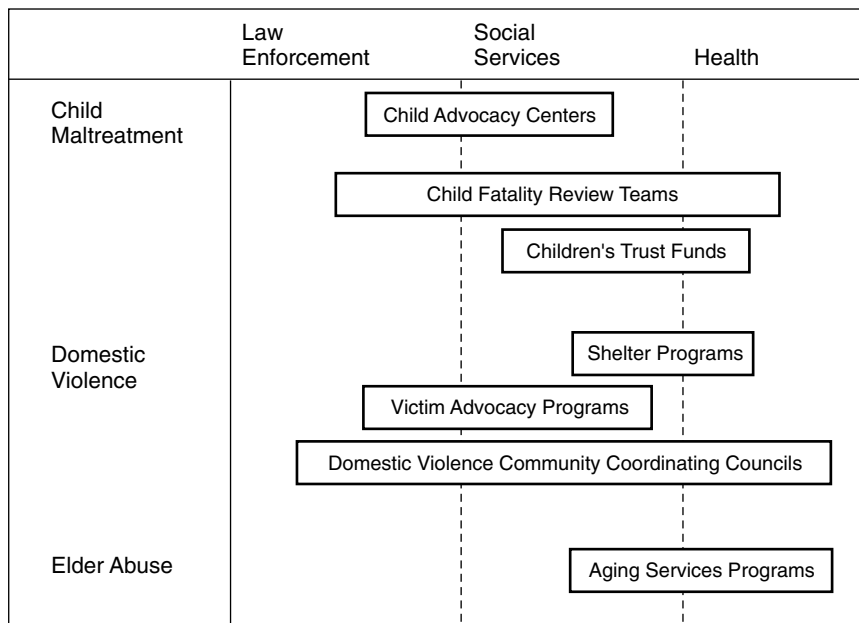 Law
Enforcement
Social
Services
Health
Child
Maltreatment
Child Advocacy Centers
Child Fatality Review Teams
Children's Trust Funds
Domestic
Violence
Shelter Programs
Victim Advocacy Programs
Domestic Violence Community Coordinating Councils
Elder Abuse
Aging Services Programs